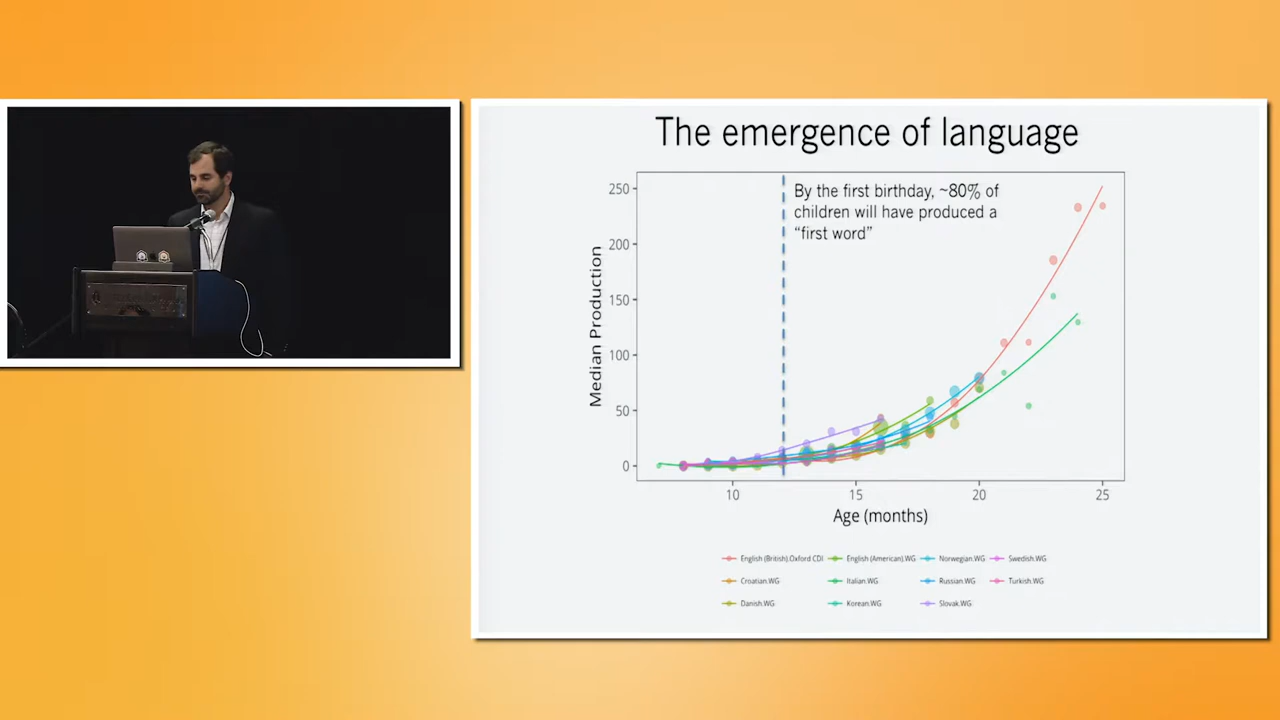 The emergence of language
By the first birthday, ~80% of
children will have produced a
“first word”
250
200
150
100
50
0
Median Production
10 15 20 25
Age (months)
English (British).Oxford CDI English (American).WG Norwegian.WG Swedish.WG
Croatian.WG Italian.WG Russian.WG Turkish.WG
Danish.WG Korean.WG Slovak.WG